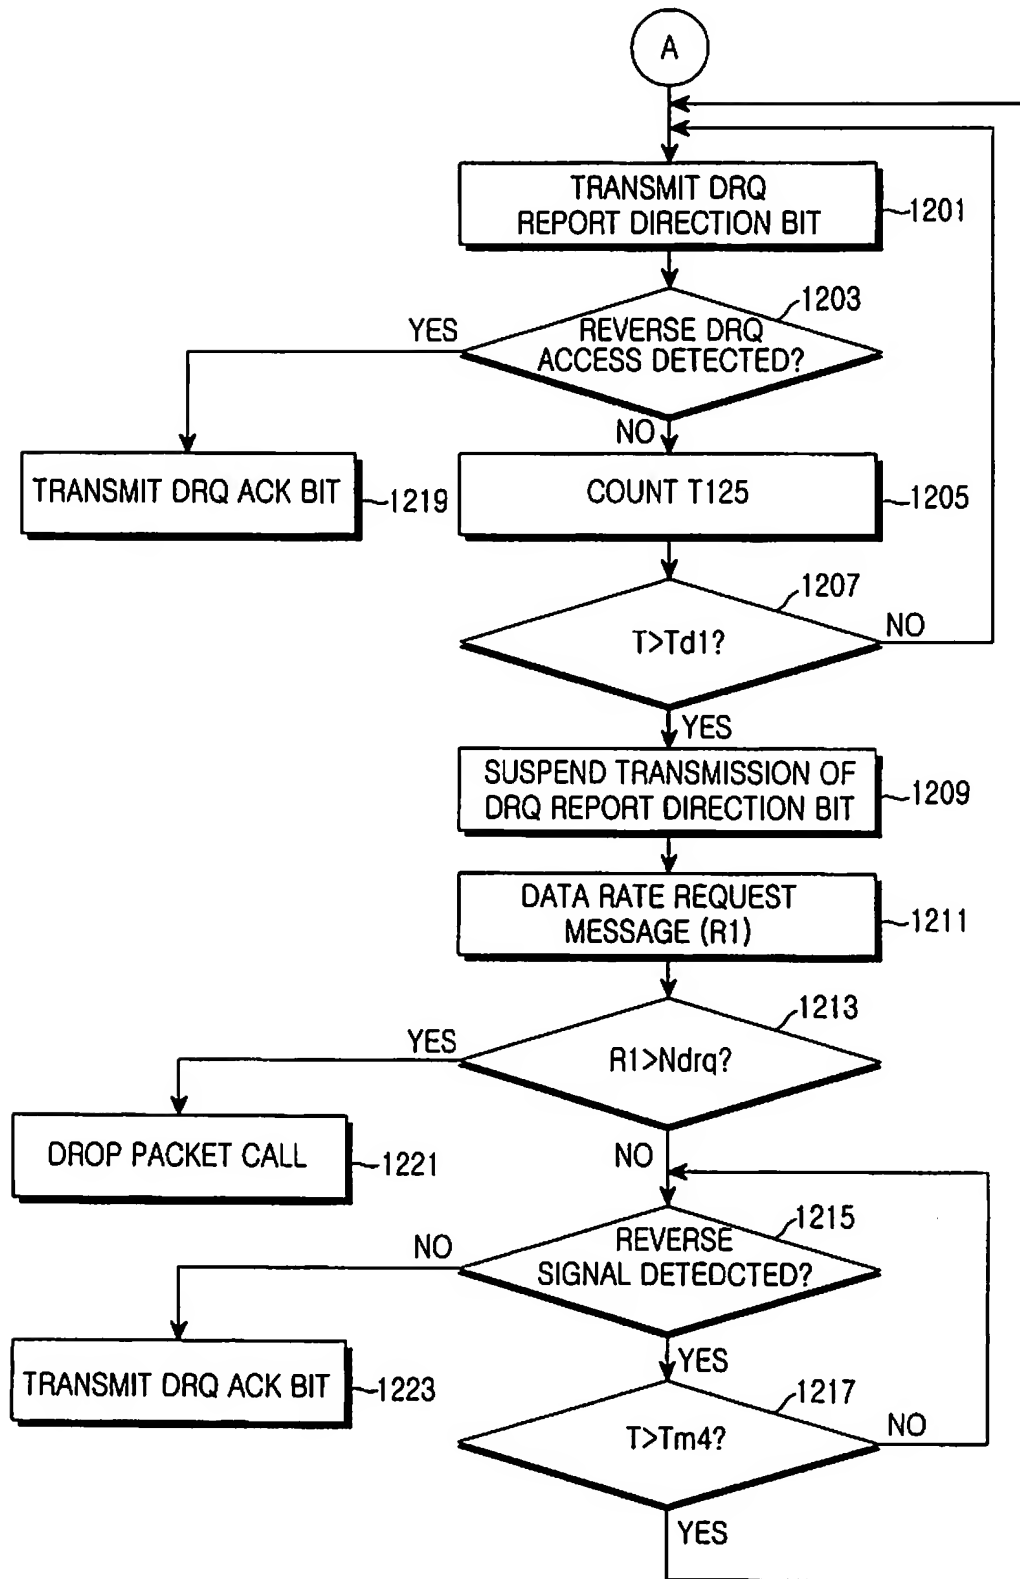 A
TRANSMIT DRQ
REPORT DIRECTION BIT
1201
1203
YES
REVERSE DRQ
ACCESS DETECTED?
NO
TRANSMIT DRQ ACK BIT
1219
COUNT T125
1205
1207
T>Td1?
NO
YES
SUSPEND TRANSMISSION OF
DRQ REPORT DIRECTION BIT
1209
DATA RATE REQUEST
MESSAGE (R1)
1211
1213
YES
R1>Ndrq?
DROP PACKET CALL
1221
NO
1215
NO
REVERSE
SIGNAL DETEDCTED?
TRANSMIT DRQ ACK BIT
1223
YES
1217
T>Tm4?
NO
YES